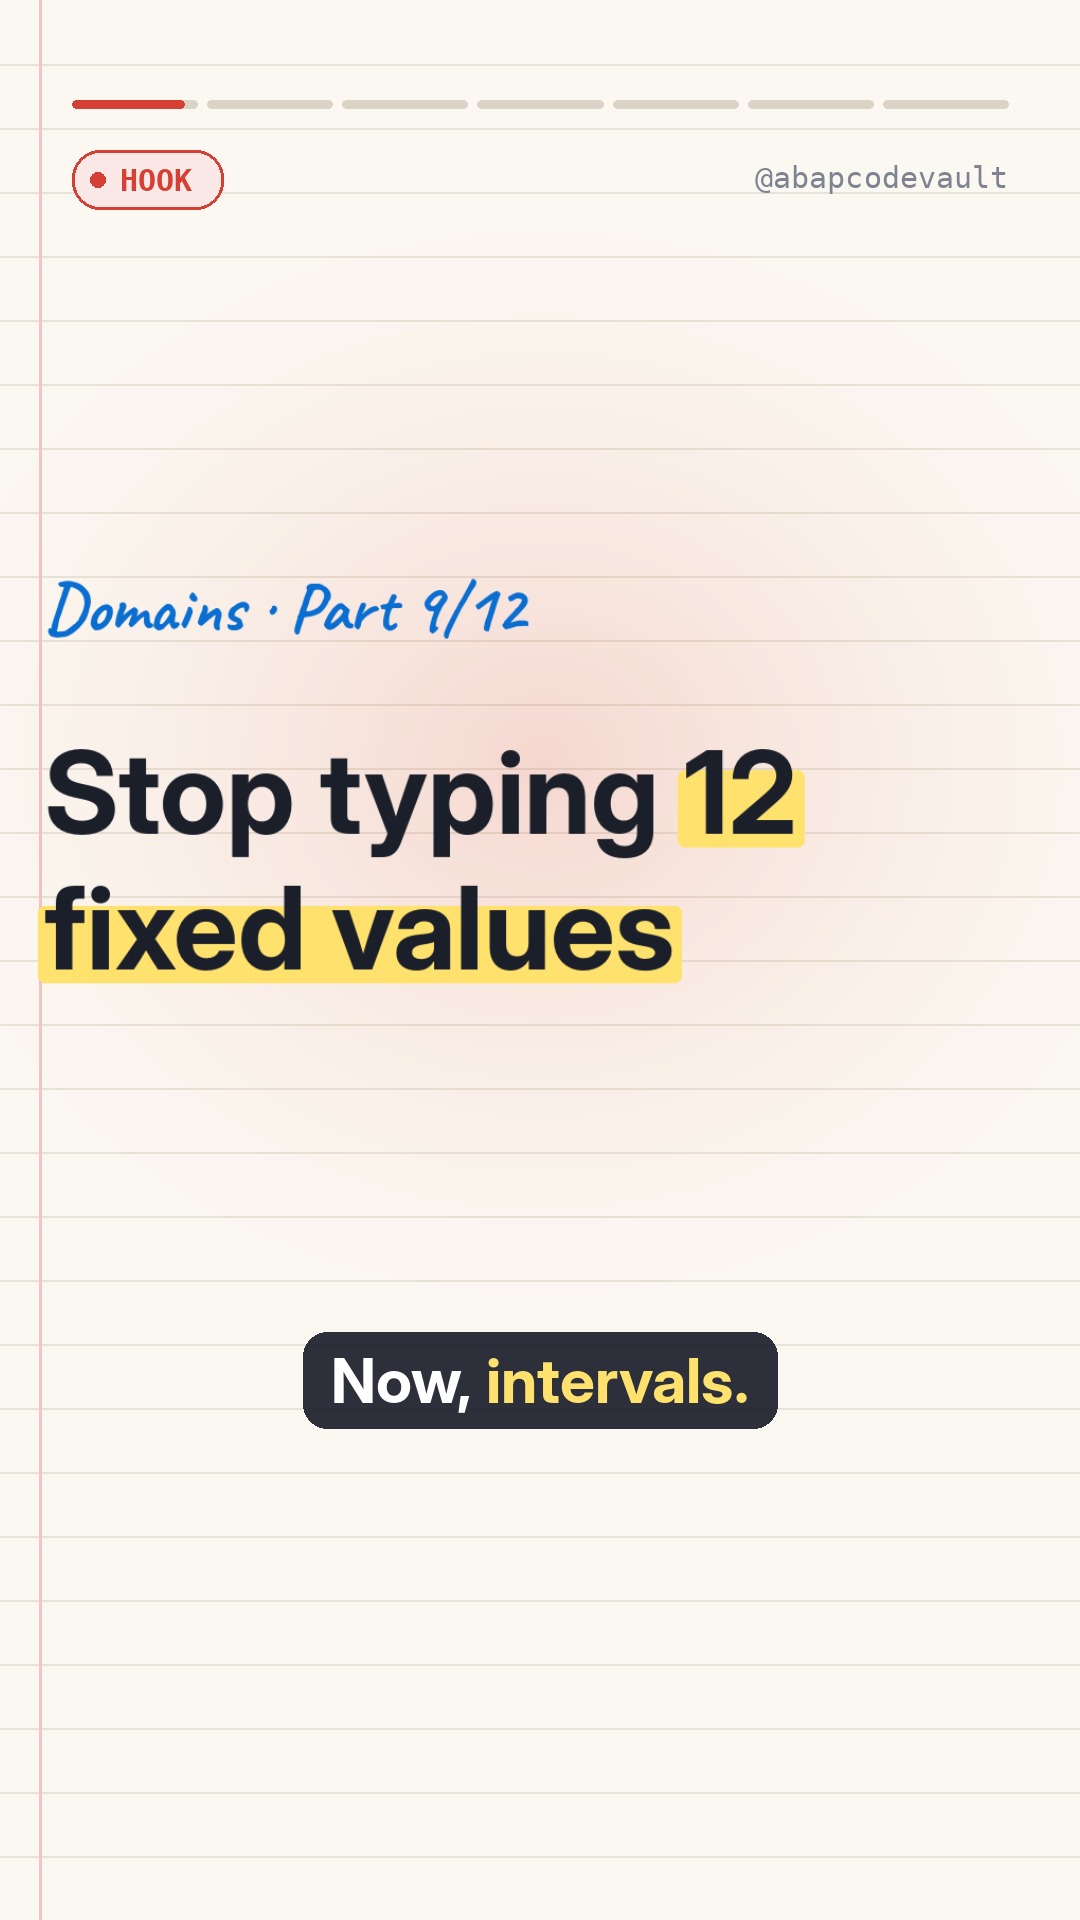 HOOK
@abapcodevault
Domains · Part 9/12
Stop typing 12
fixed values
Now, intervals.